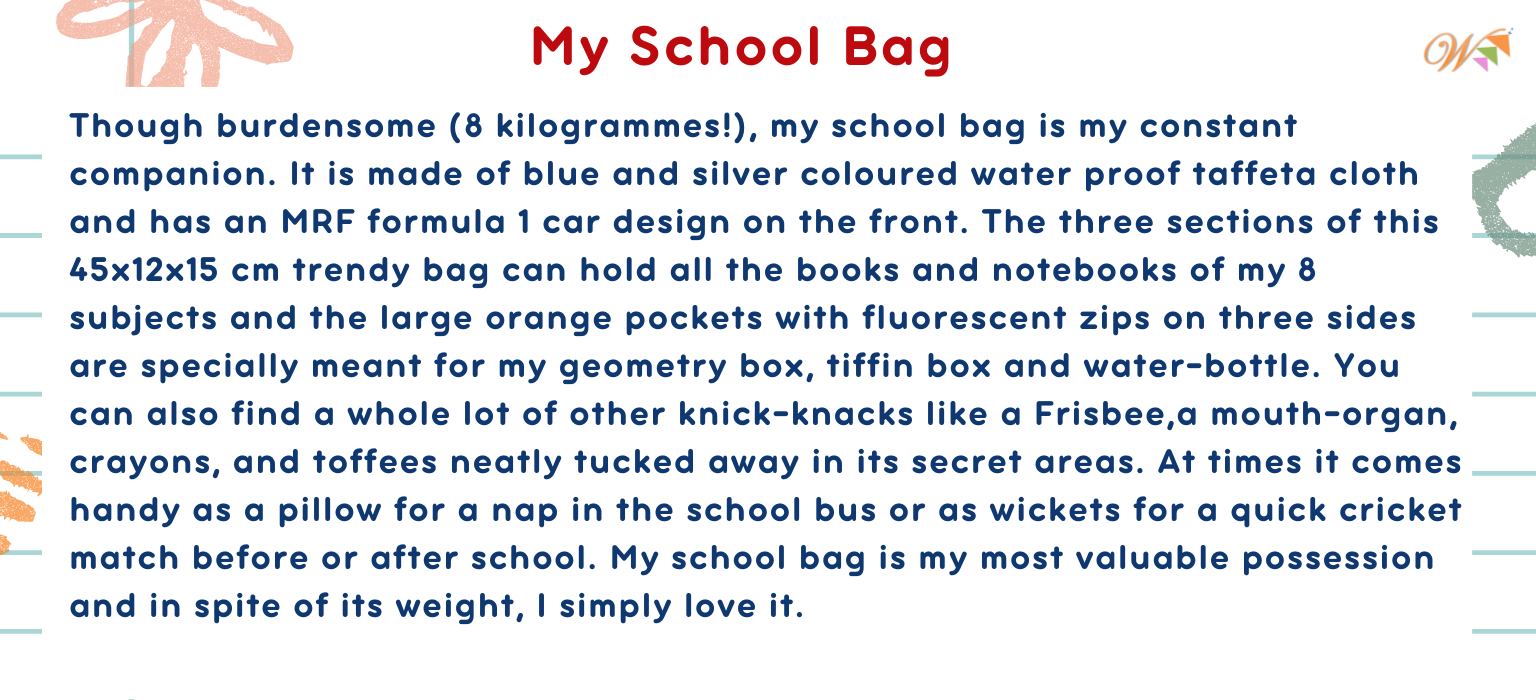 My School Bag
W
Though burdensome (8 kilogrammes!), my school bag is my constant
companion. It is made of blue and silver coloured water proof taffeta cloth
and has an MRF formula 1 car design on the front. The three sections of this
45x12x15 cm trendy bag can hold all the books and notebooks of my 8
subjects and the large orange pockets with fluorescent zips on three sides
are specially meant for my geometry box, tiffin box and water-bottle. You
can also find a whole lot of other knick-knacks like a Frisbee,a mouth-organ,
crayons, and toffees neatly tucked away in its secret areas. At times it comes
handy as a pillow for a nap in the school bus or as wickets for a quick cricket
match before or after school. My school bag is my most valuable possession
and in spite of its weight, I simply love it.